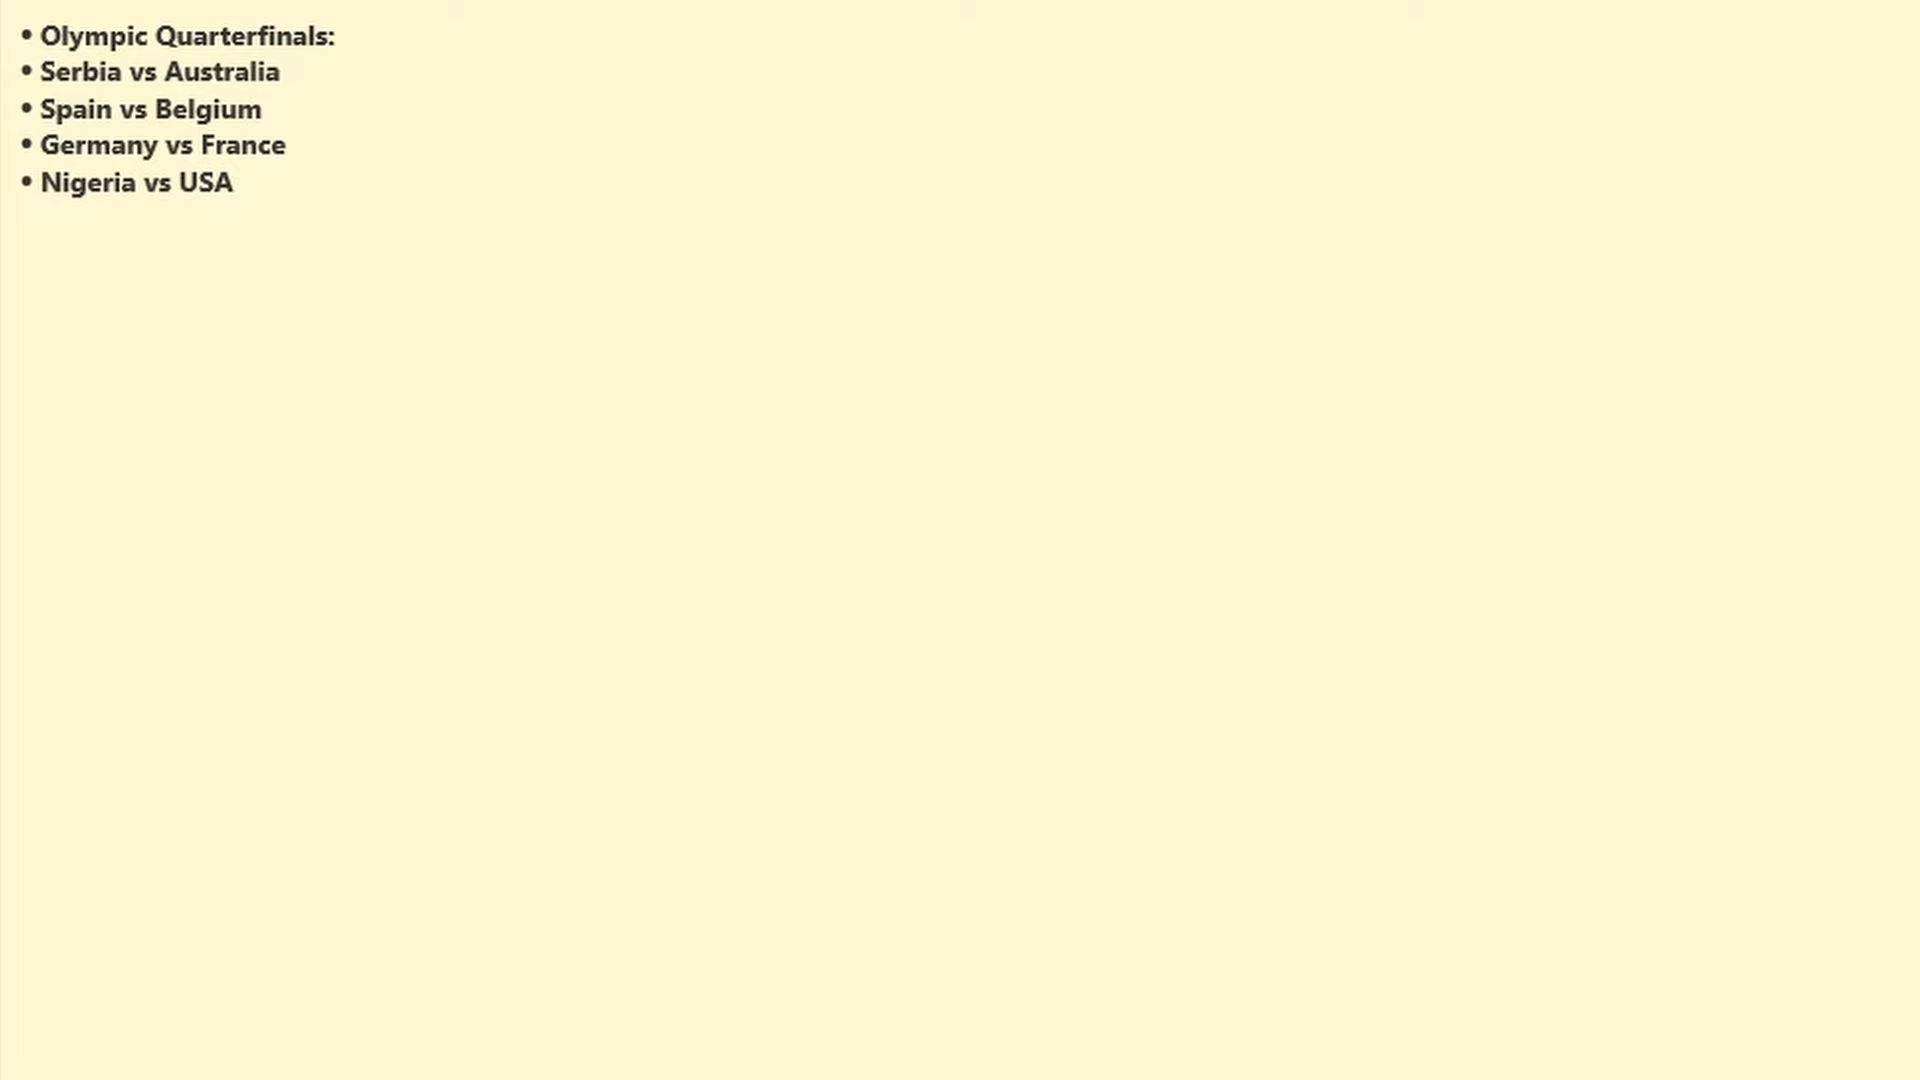 • Olympic Quarterfinals:
• Serbia vs Australia
• Spain vs Belgium
• Germany vs France
• Nigeria vs USA